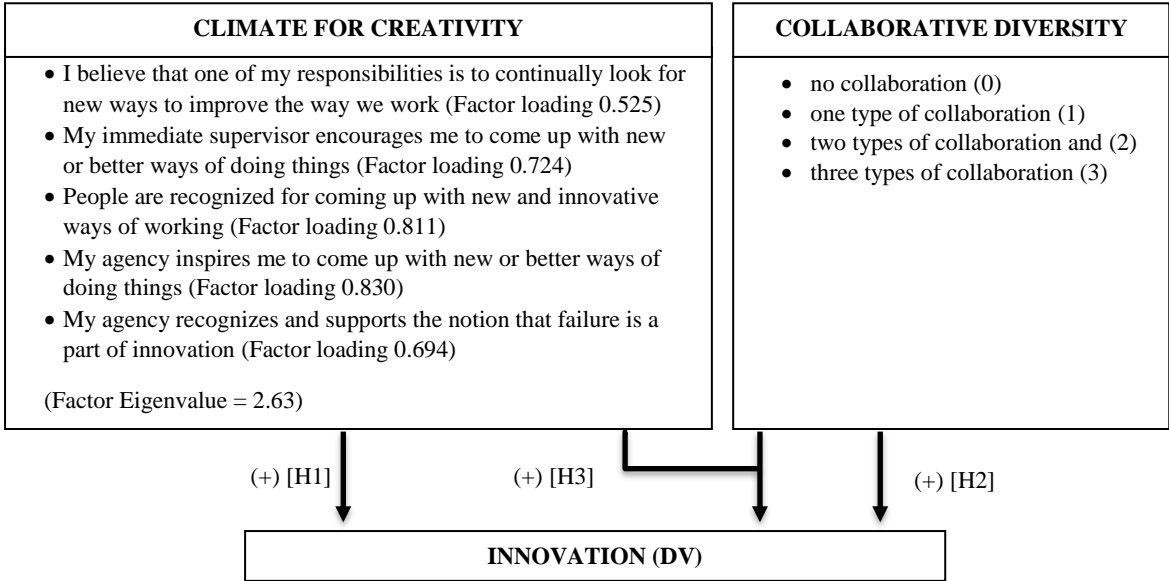 CLIMATE FOR CREATIVITY
• I believe that one of my responsibilities is to continually look for
new ways to improve the way we work (Factor loading 0.525)
• My immediate supervisor encourages me to come up with new
or better ways of doing things (Factor loading 0.724)
• People are recognized for coming up with new and innovative
ways of working (Factor loading 0.811)
• My agency inspires me to come up with new or better ways of
doing things (Factor loading 0.830)
• My agency recognizes and supports the notion that failure is a
part of innovation (Factor loading 0.694)
(Factor Eigenvalue = 2.63)
COLLABORATIVE DIVERSITY
• no collaboration (0)
• one type of collaboration (1)
• two types of collaboration and (2)
• three types of collaboration (3)
(+) [H1]
(+) [H3]
(+) [H2]
INNOVATION (DV)